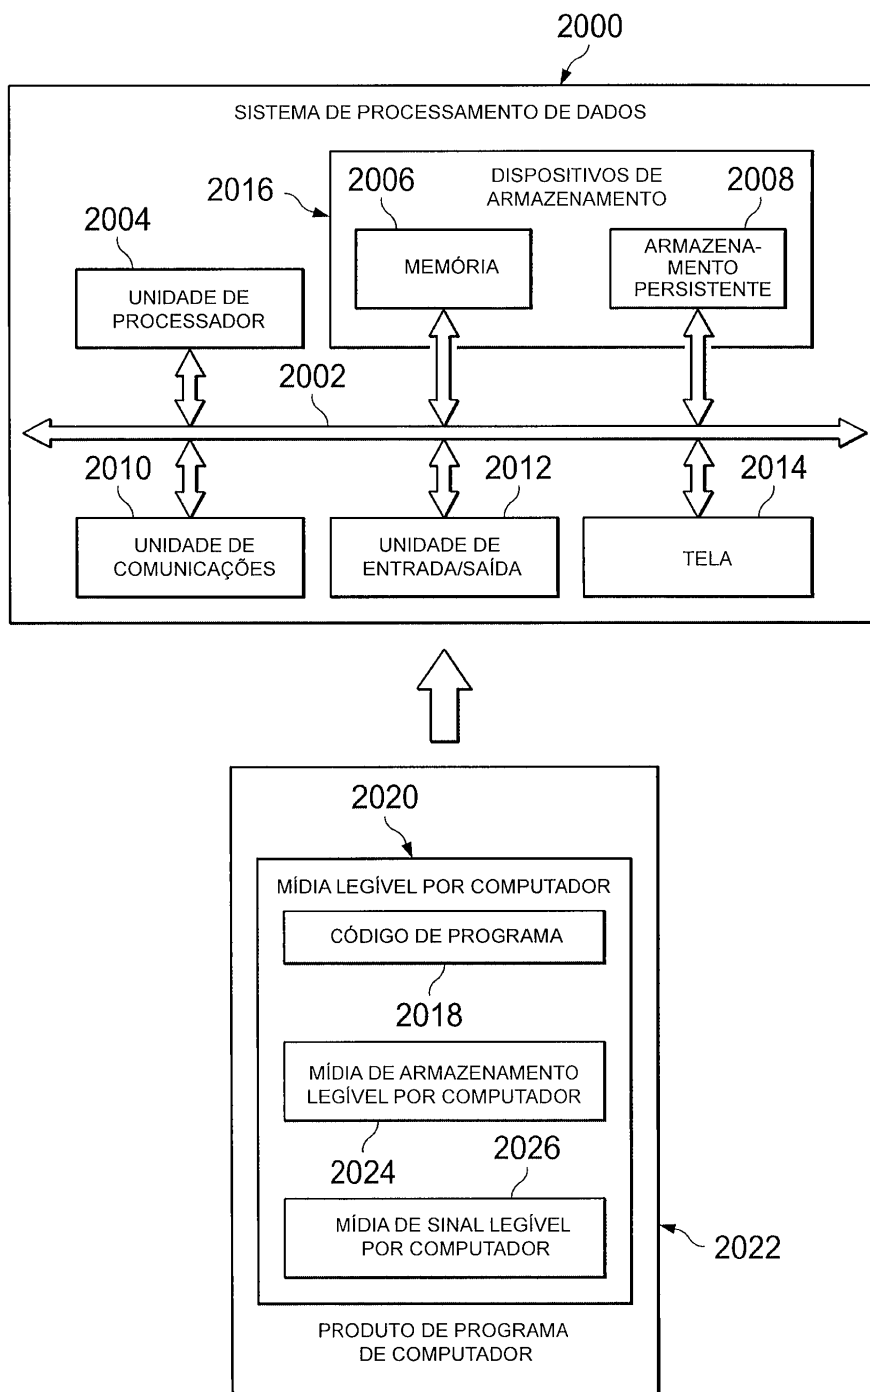 2000
SISTEMA DE PROCESSAMENTO DE DADOS
2016
2006
DISPOSITIVOS DE
ARMAZENAMENTO
2008
2004
MEMÓRIA
ARMAZENA-
MENTO
PERSISTENTE
UNIDADE DE
PROCESSADOR
2002
2010
2012
2014
UNIDADE DE
COMUNICAÇÕES
UNIDADE DE
ENTRADA/SAÍDA
TELA
2020
MÍDIA LEGÍVEL POR COMPUTADOR
CÓDIGO DE PROGRAMA
2018
MÍDIA DE ARMAZENAMENTO
LEGÍVEL POR COMPUTADOR
2024
2026
MÍDIA DE SINAL LEGÍVEL
POR COMPUTADOR
2022
PRODUTO DE PROGRAMA
DE COMPUTADOR